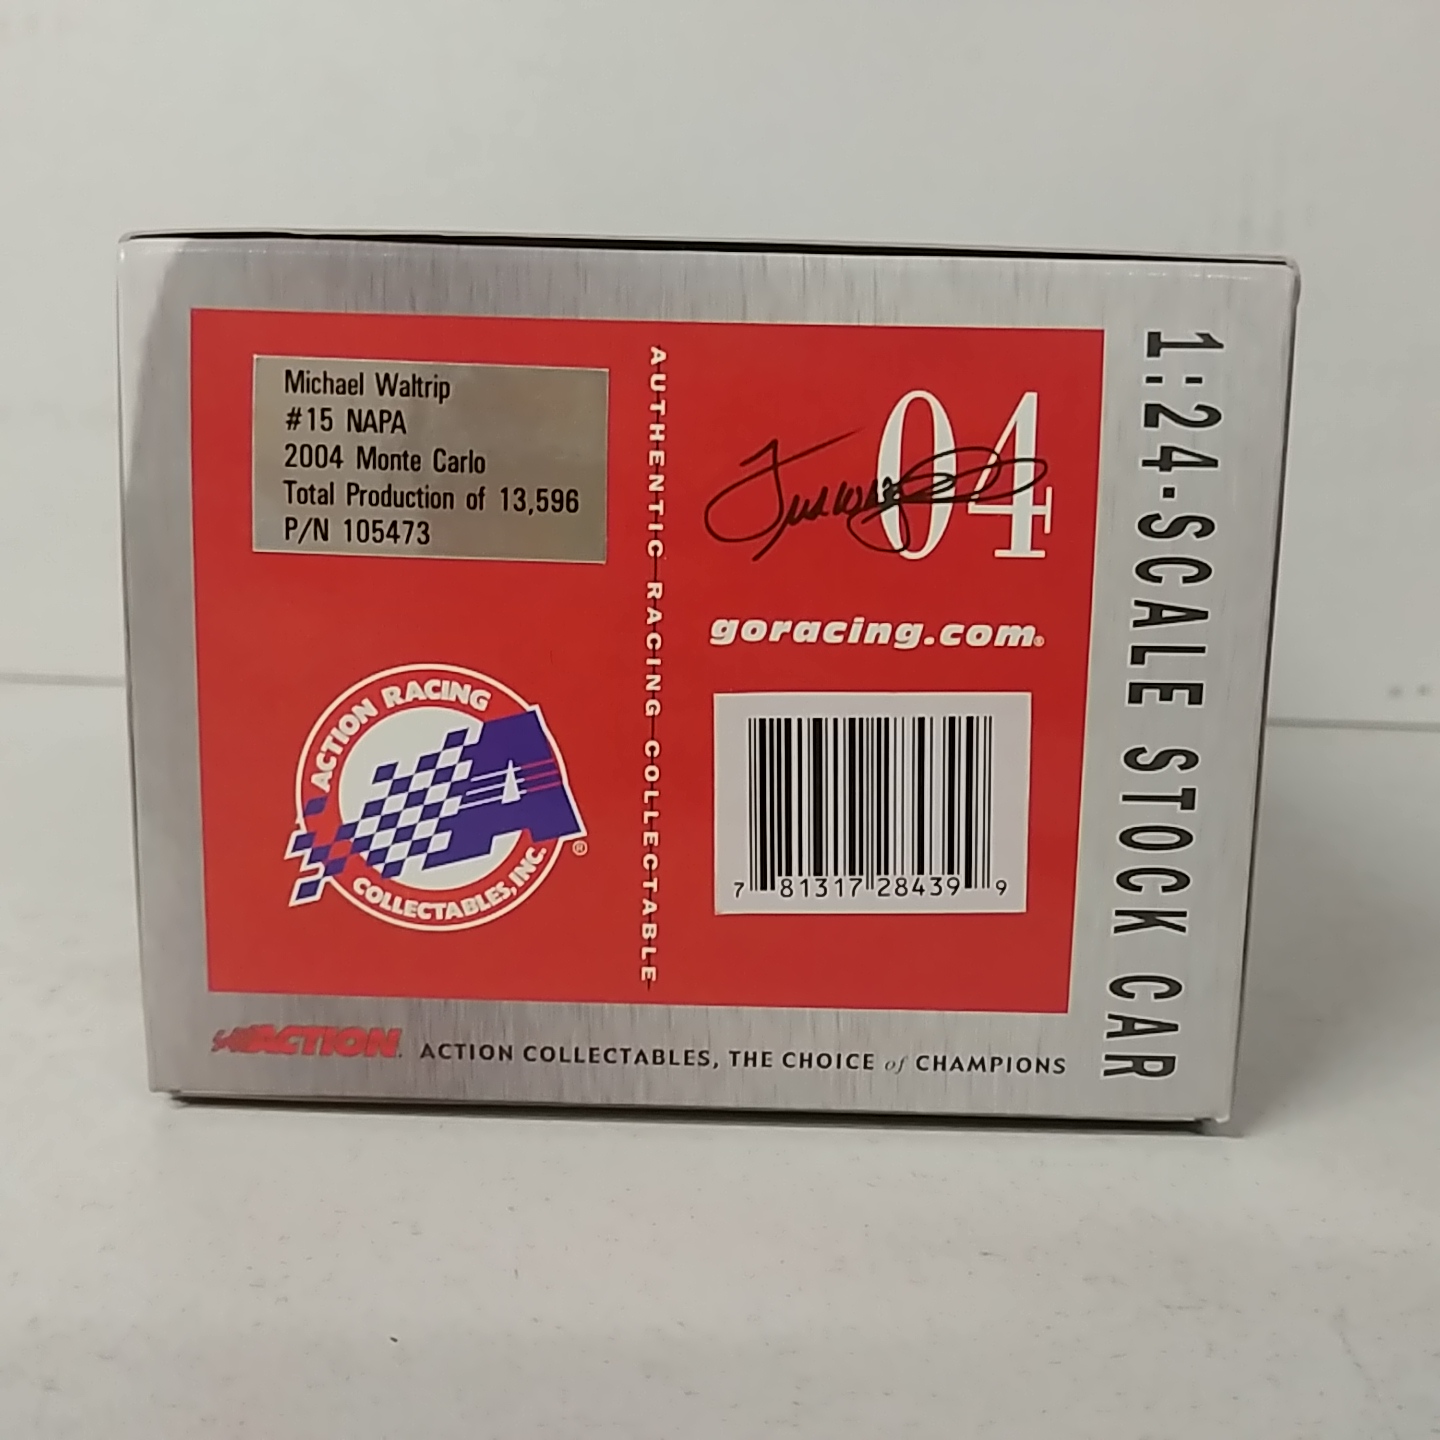 Michael Waltrip
#15 NAPA
2004 Monte Carlo
Total Production of 13,596
P/N 105473
ACTION RACING
COLLECTABLES, INC.
®
AUTHENTIC RACING COLLECTABLE
04
goracing.com®
7 81317 28439 9
1:24-SCALE STOCK CAR
ACTION.
ACTION COLLECTABLES, THE CHOICE of CHAMPIONS